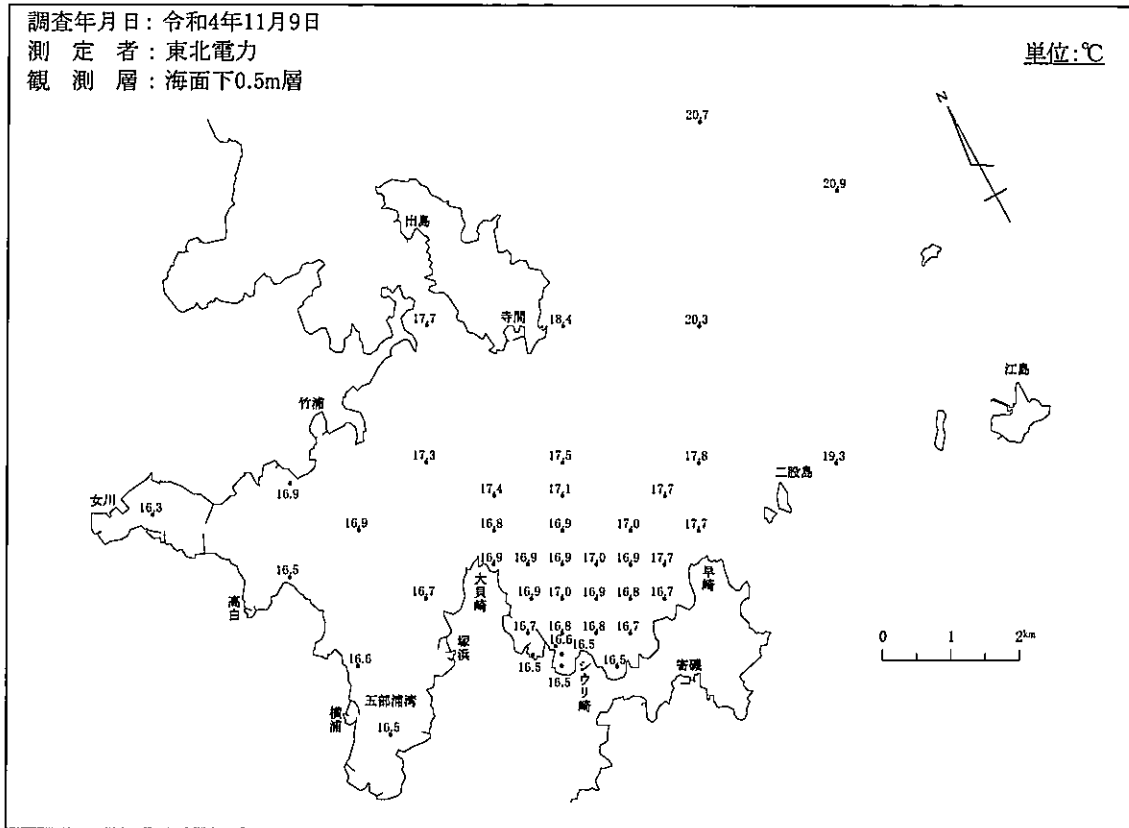 調査年月日：令和4年11月9日
測　定　者：東北電力
観　測　層：海面下0.5m層
単位：℃
N
20.7
20.9
出島
17.7
寺間
18.4
20.3
江島
竹浦
17.3
17.5
17.8
19.3
二股島
女川
16.3
16.9
17.4
17.1
17.7
16.9
16.8
16.9
17.0
17.7
16.9
16.9
16.9
17.0
16.9
17.7
早崎
大貝崎
16.5
高白
16.7
16.9
17.0
16.9
16.8
16.7
16.7
16.8
16.8
16.7
塚浜
16.6
16.5
16.5
16.5
16.5
シウリ崎
寄磯
16.6
五部浦湾
横浦
16.5
0 1 2km